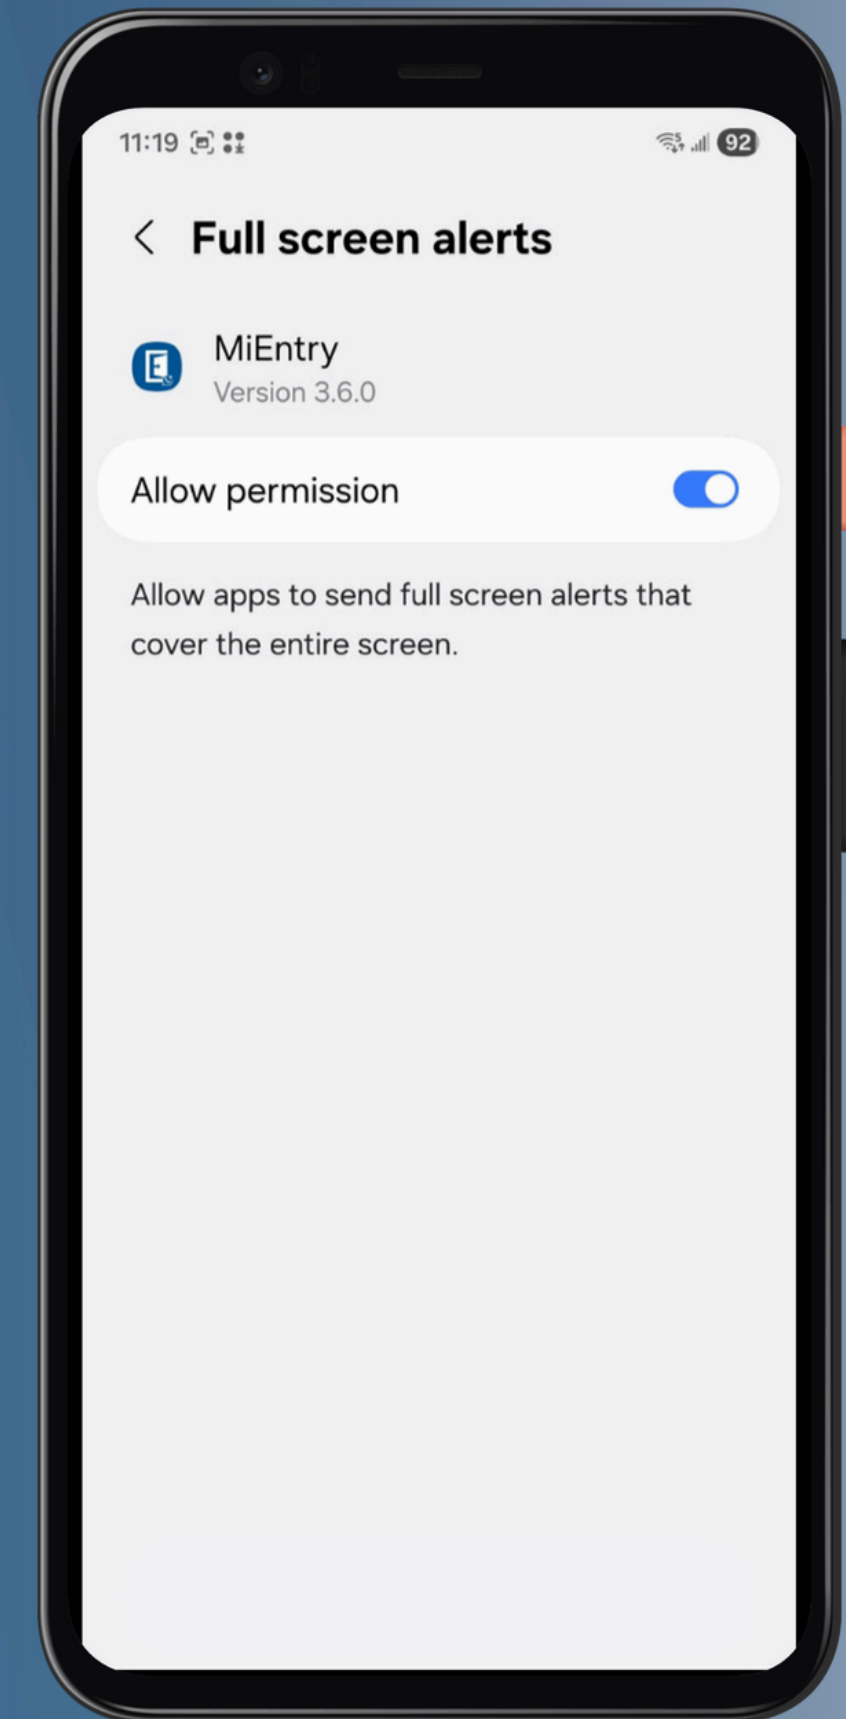 11:19 92
Full screen alerts
MiEntry
Version 3.6.0
Allow permission
Allow apps to send full screen alerts that
cover the entire screen.